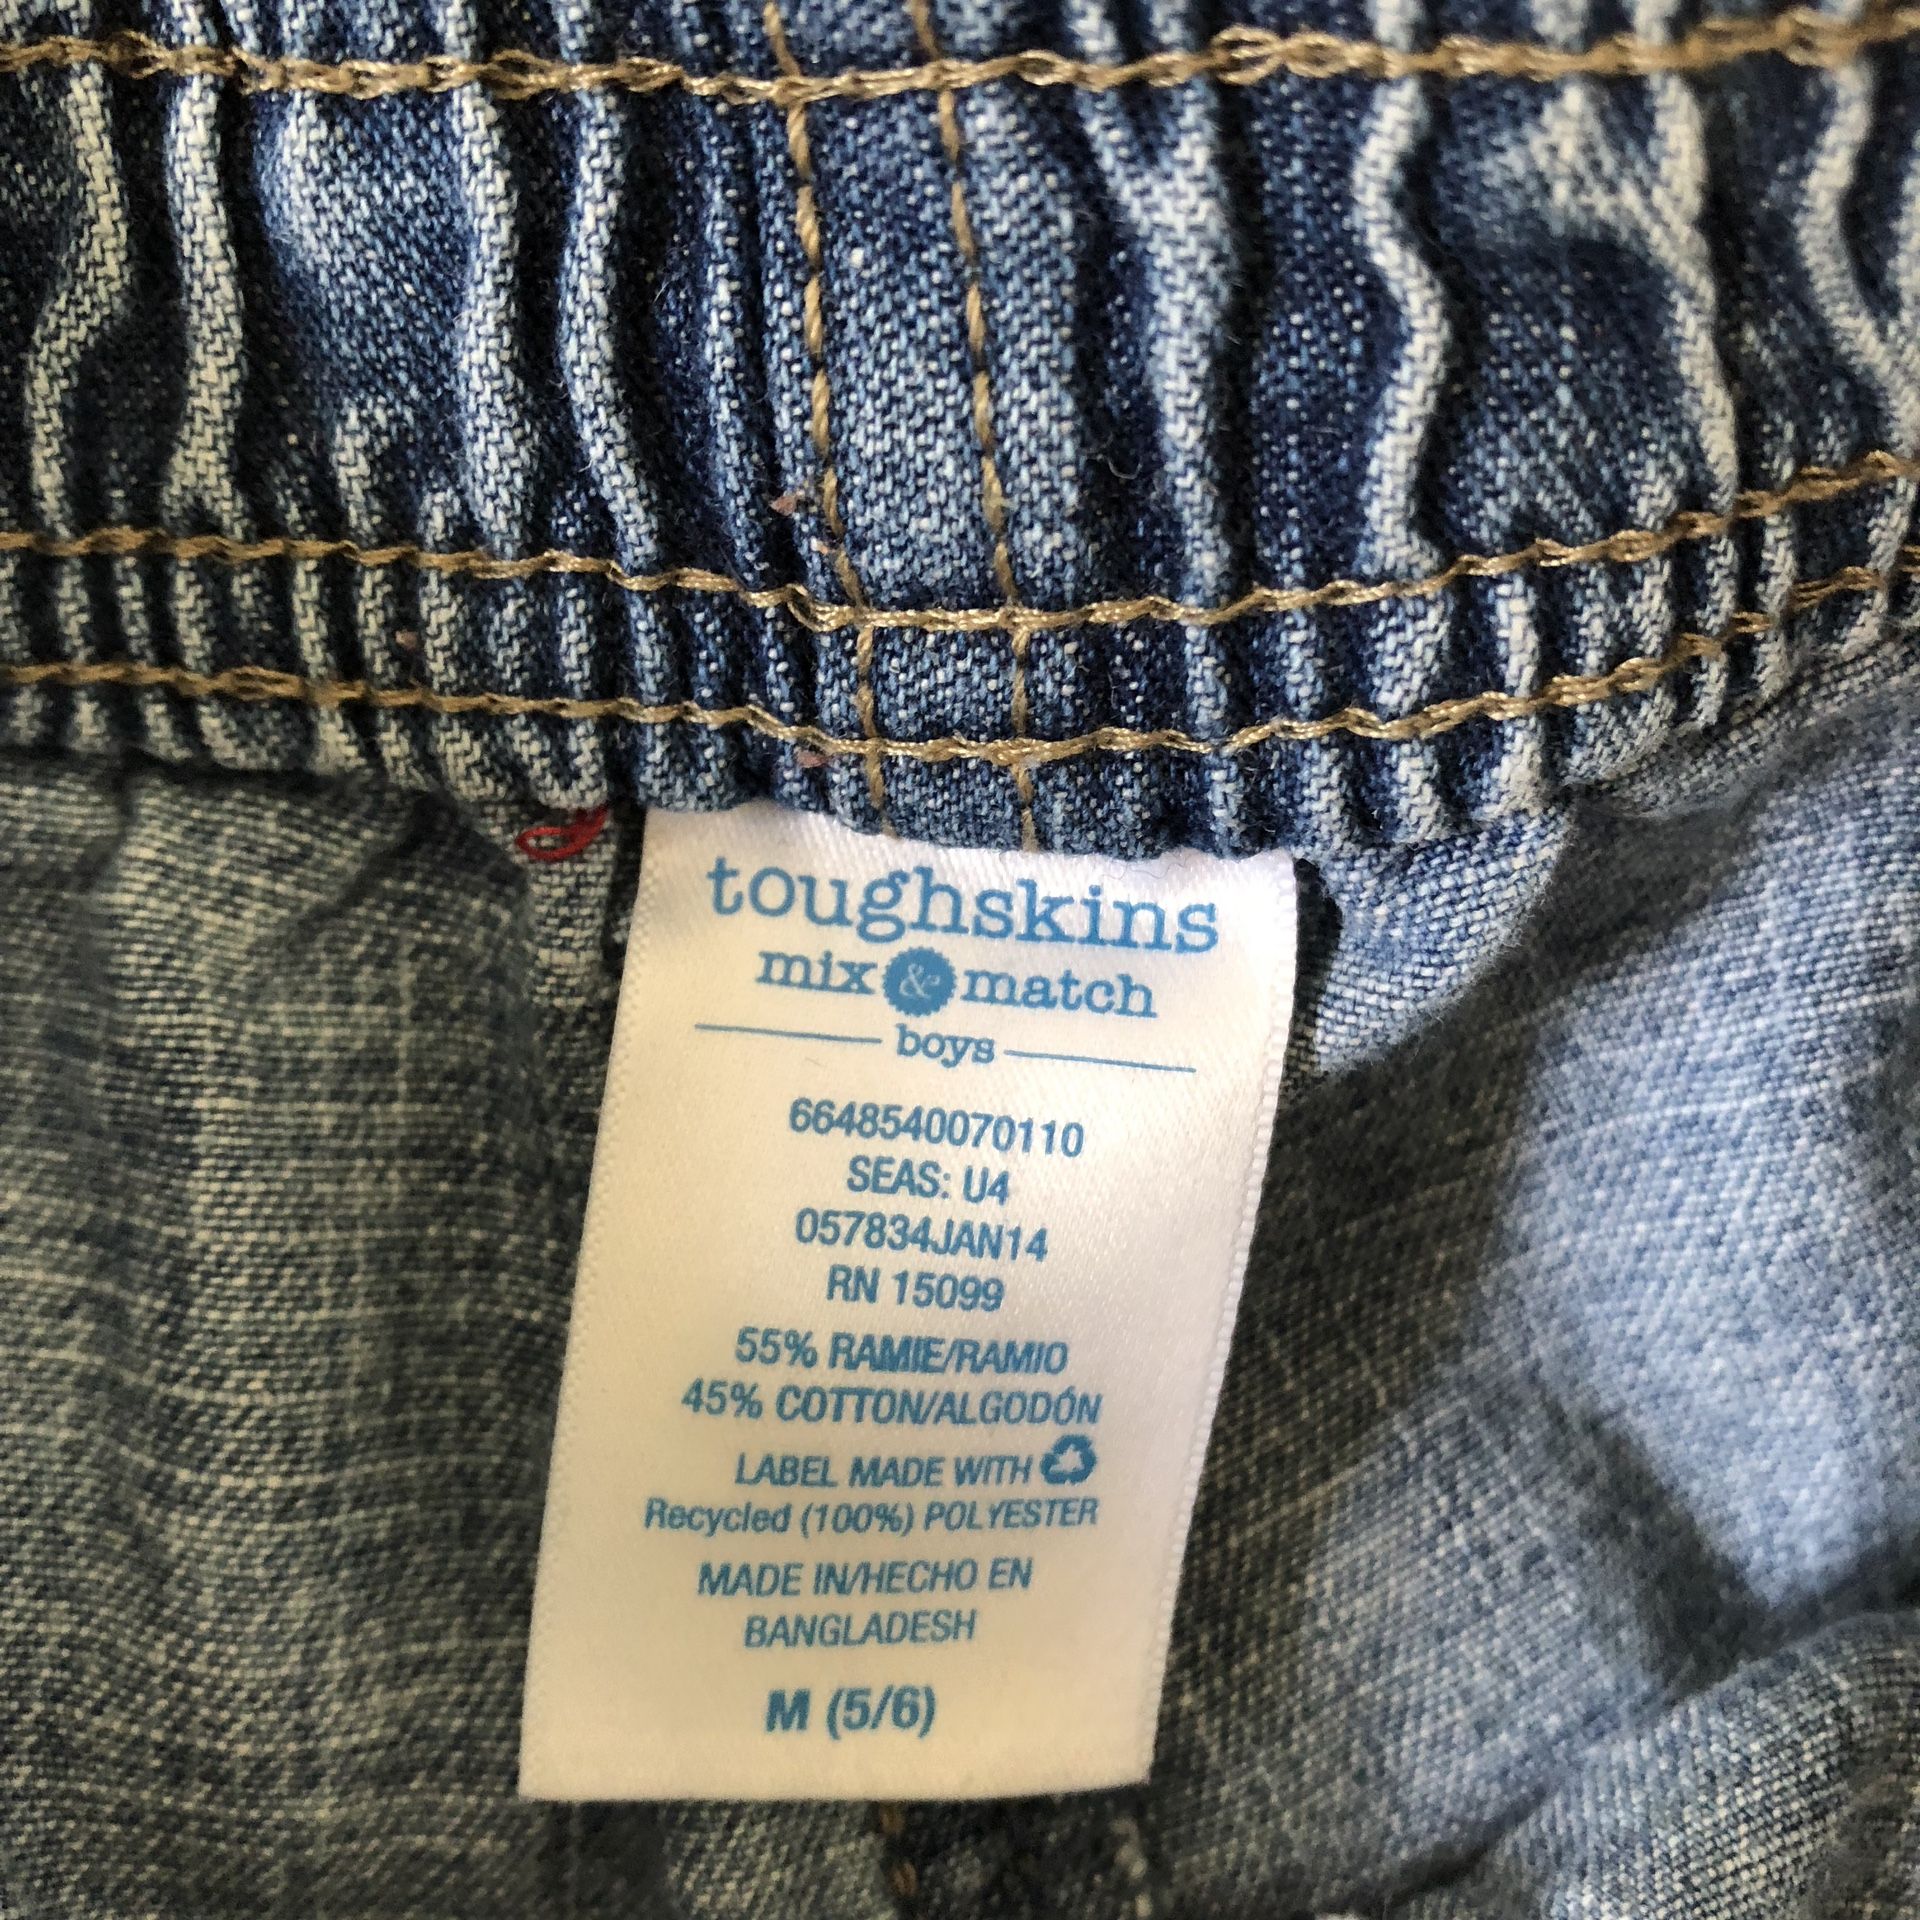 toughskins
mix & match
boys
6648540070110
SEAS: U4
057834JAN14
RN 15099
55% RAMIE/RAMIO
45% COTTON/ALGODÓN
LABEL MADE WITH
Recycled (100%) POLYESTER
MADE IN/HECHO EN
BANGLADESH
M (5/6)